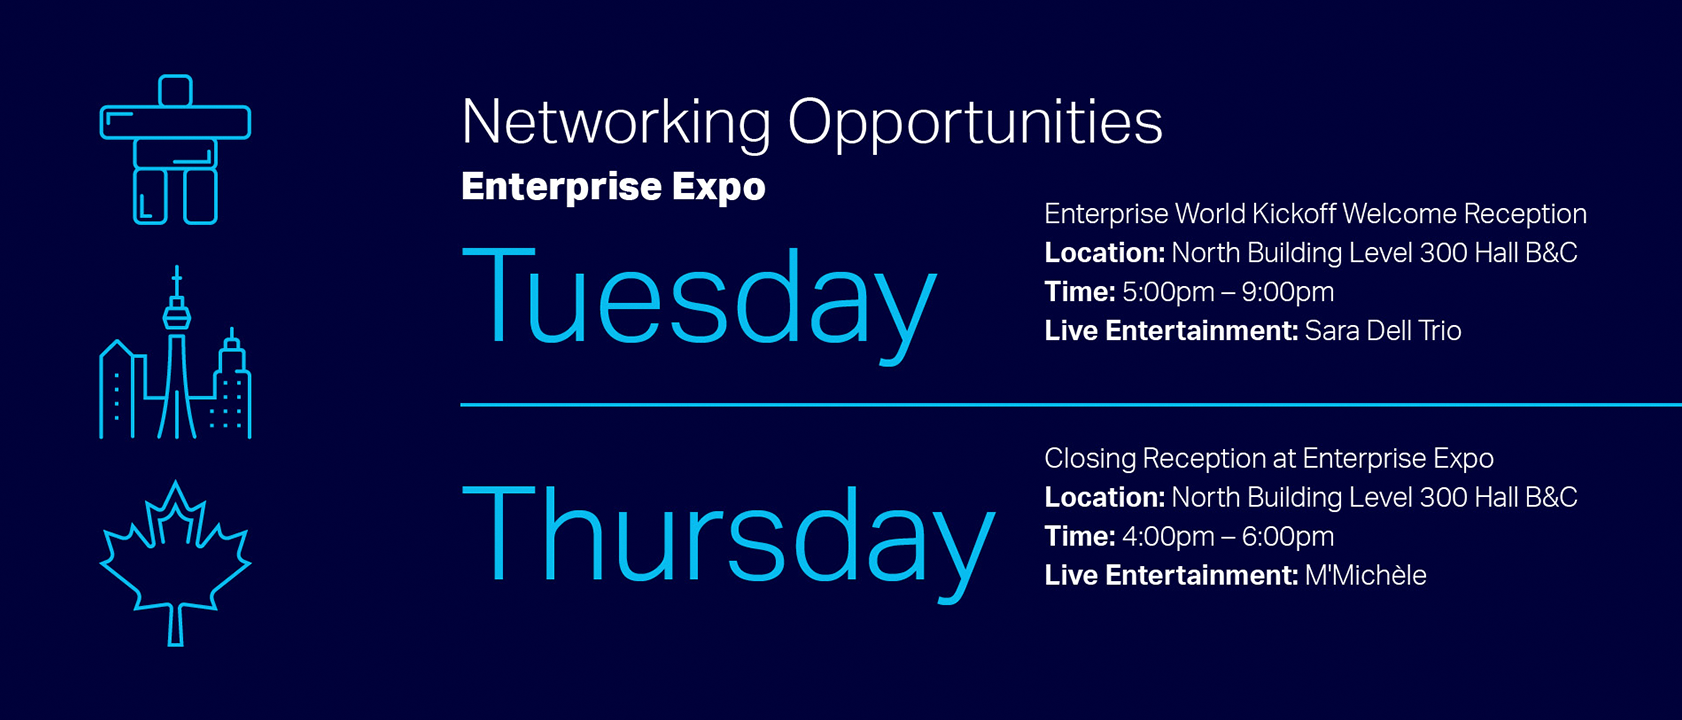 Networking Opportunities
Enterprise Expo
Tuesday
Enterprise World Kickoff Welcome Reception
Location: North Building Level 300 Hall B&C
Time: 5:00pm – 9:00pm
Live Entertainment: Sara Dell Trio
Thursday
Closing Reception at Enterprise Expo
Location: North Building Level 300 Hall B&C
Time: 4:00pm – 6:00pm
Live Entertainment: M'Michèle